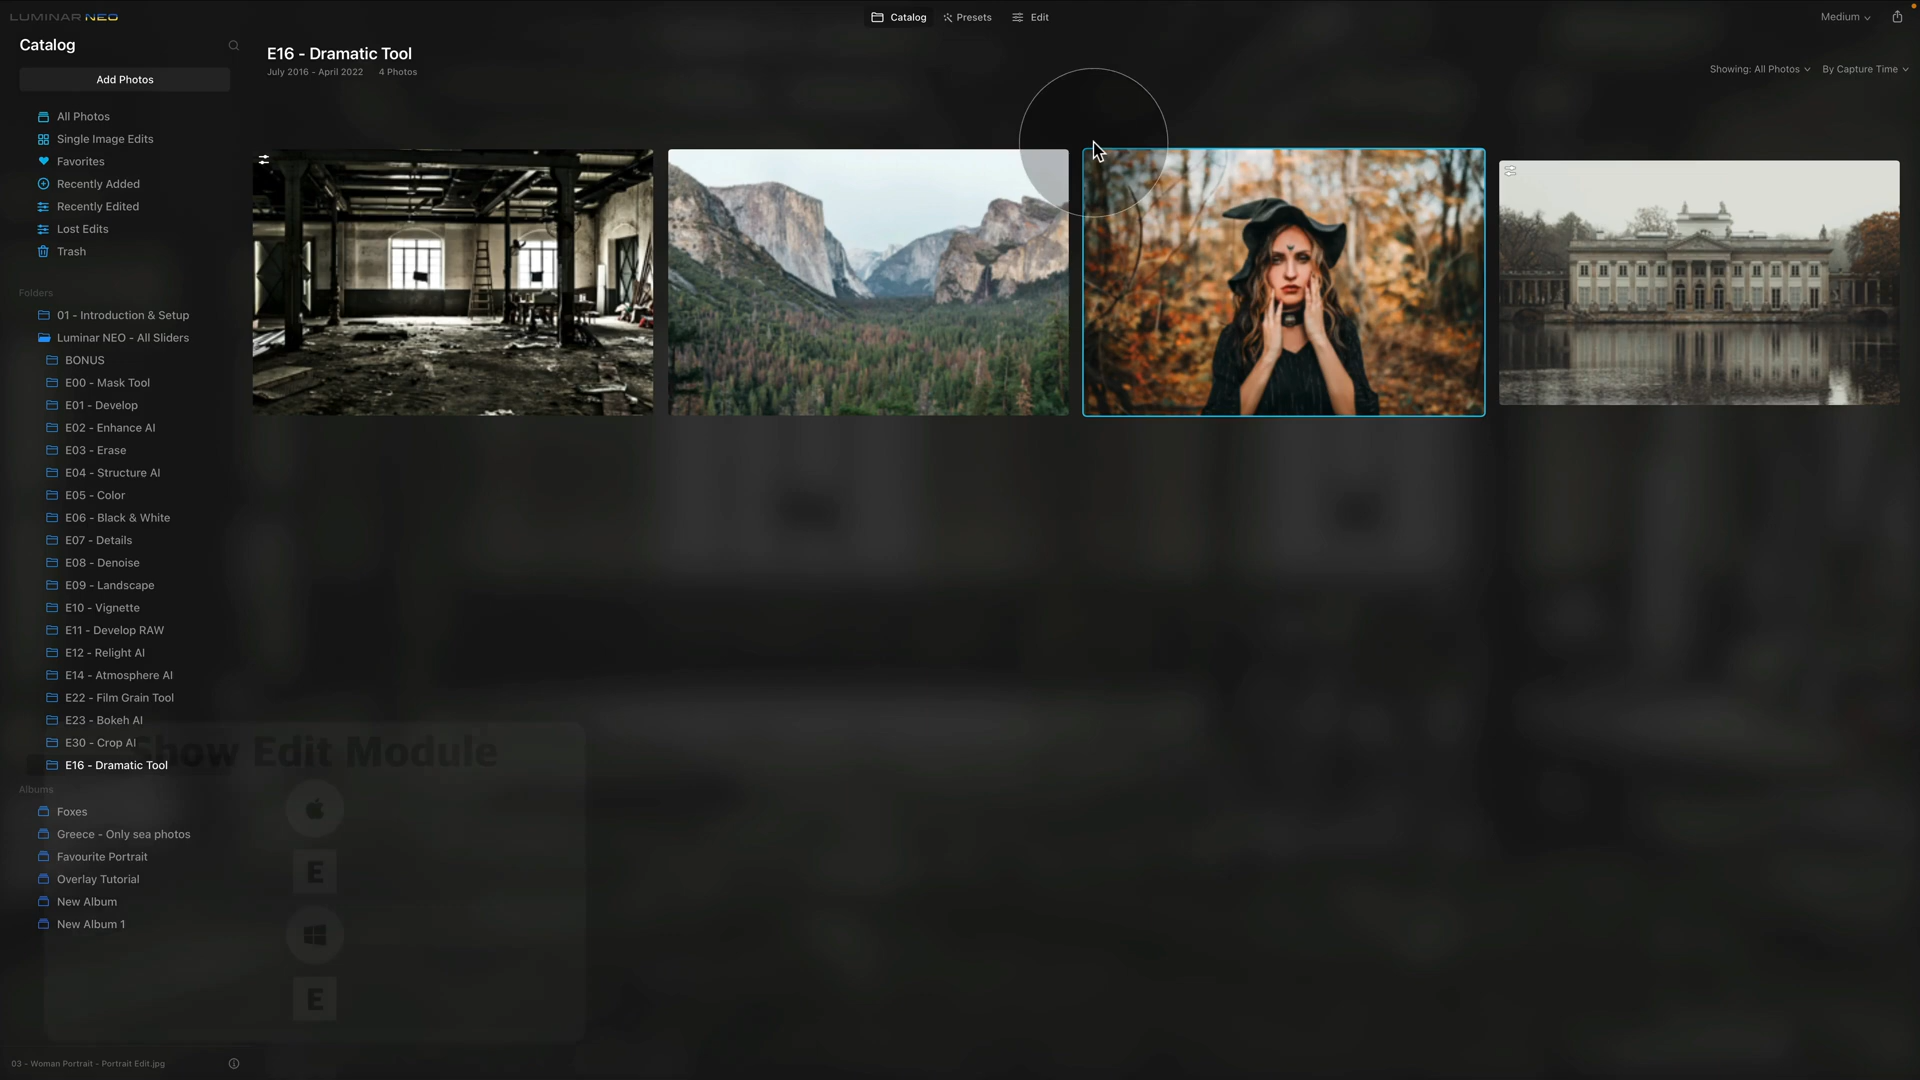 LUMINAR NEO
Catalog
Presets
Edit
Medium
Catalog
Add Photos
E16 - Dramatic Tool
July 2016 - April 2022
4 Photos
Showing: All Photos
By Capture Time
All Photos
Single Image Edits
Favorites
Recently Added
Recently Edited
Lost Edits
Trash
Folders
01 - Introduction & Setup
Luminar NEO - All Sliders
BONUS
E00 - Mask Tool
E01 - Develop
E02 - Enhance AI
E03 - Erase
E04 - Structure AI
E05 - Color
E06 - Black & White
E07 - Details
E08 - Denoise
E09 - Landscape
E10 - Vignette
E11 - Develop RAW
E12 - Relight AI
E14 - Atmosphere AI
E22 - Film Grain Tool
E23 - Bokeh AI
E30 - Crop AI
E16 - Dramatic Tool
Show Edit Module
E
E
Albums
Foxes
Greece - Only sea photos
Favourite Portrait
Overlay Tutorial
New Album
New Album 1
03 - Woman Portrait - Portrait Edit.jpg